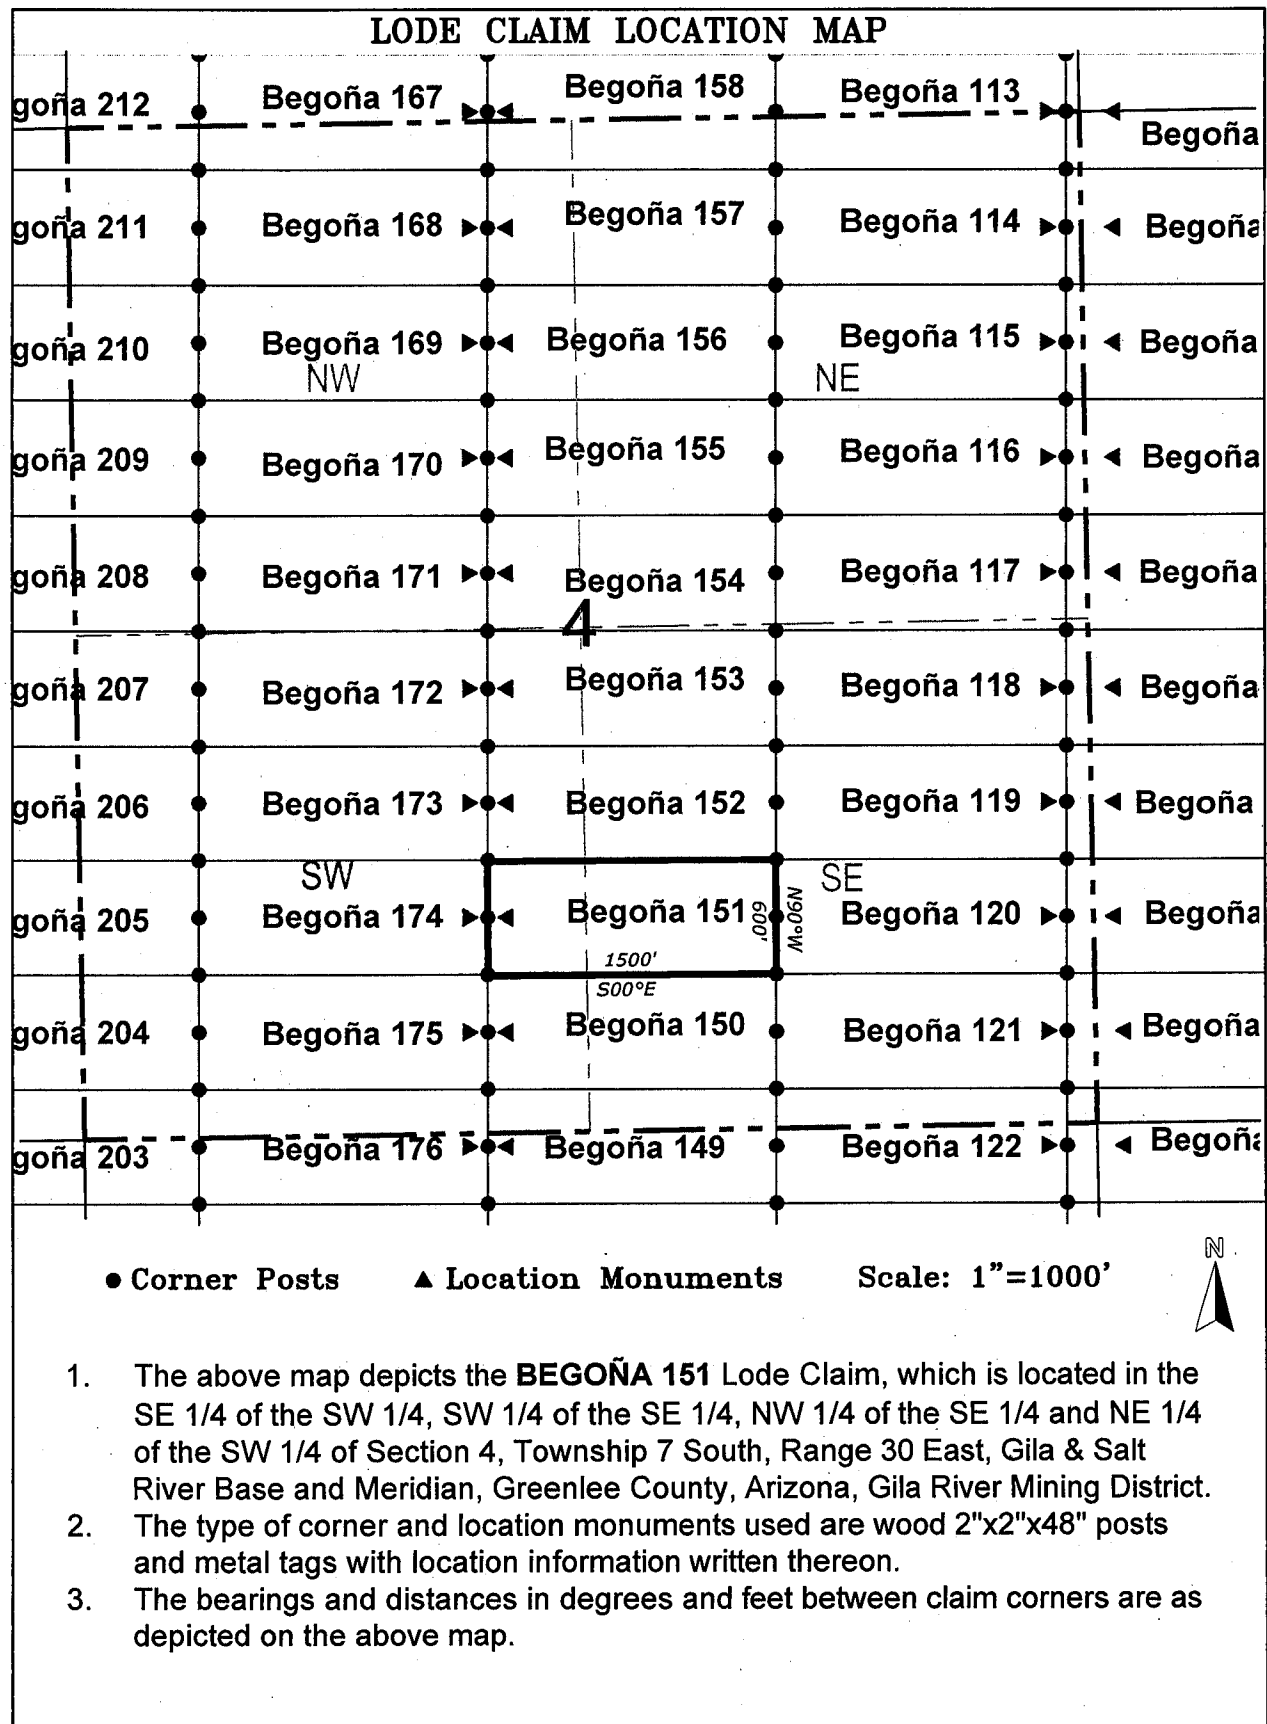 LODE CLAIM LOCATION MAP
goña 212 Begoña 167 Begoña 158 Begoña 113
Begoña
goña 211 Begoña 168 Begoña 157 Begoña 114 Begoña
goña 210 Begoña 169 Begoña 156 Begoña 115 Begoña
NW NE
goña 209 Begoña 170 Begoña 155 Begoña 116 Begoña
goña 208 Begoña 171 Begoña 154 Begoña 117 Begoña
4
goña 207 Begoña 172 Begoña 153 Begoña 118 Begoña
goña 206 Begoña 173 Begoña 152 Begoña 119 Begoña
SW SE
goña 205 Begoña 174 Begoña 151 600' N90°W Begoña 120 Begoña
1500'
S00°E
goña 204 Begoña 175 Begoña 150 Begoña 121 Begoña
goña 203 Begoña 176 Begoña 149 Begoña 122 Begoña
N
Corner Posts Location Monuments Scale: 1"=1000'
1. The above map depicts the BEGOÑA 151 Lode Claim, which is located in the
SE 1/4 of the SW 1/4, SW 1/4 of the SE 1/4, NW 1/4 of the SE 1/4 and NE 1/4
of the SW 1/4 of Section 4, Township 7 South, Range 30 East, Gila & Salt
River Base and Meridian, Greenlee County, Arizona, Gila River Mining District.
2. The type of corner and location monuments used are wood 2"x2"x48" posts
and metal tags with location information written thereon.
3. The bearings and distances in degrees and feet between claim corners are as
depicted on the above map.